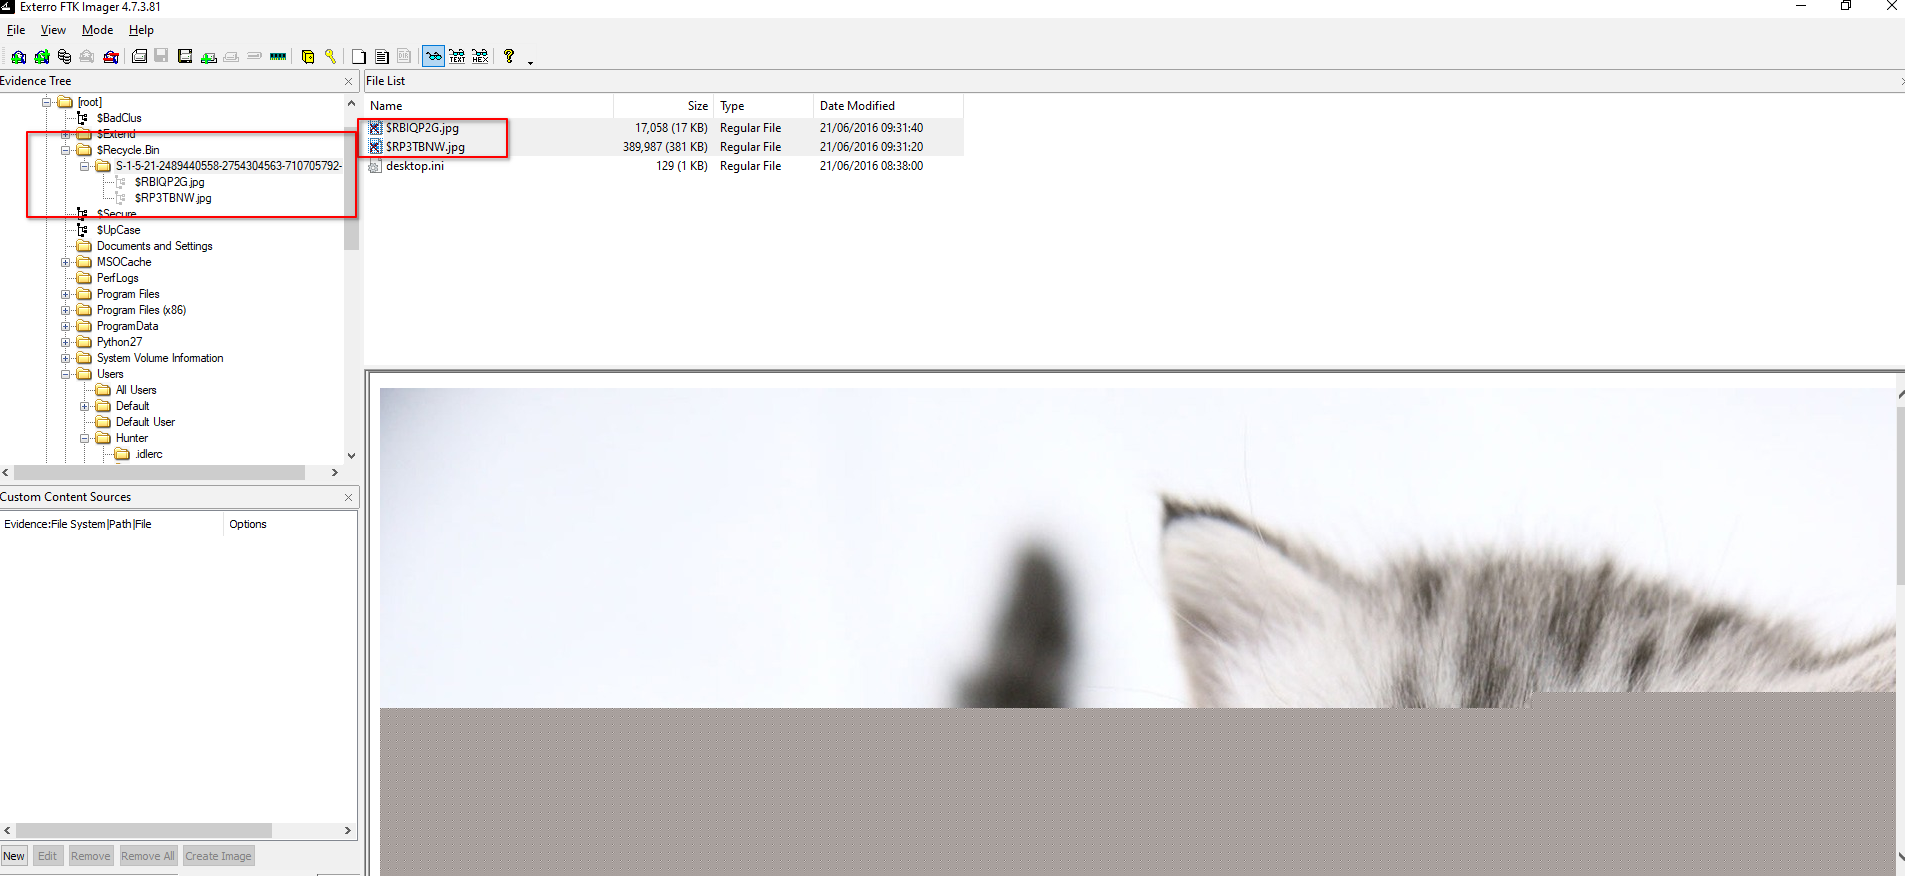 Exterro FTK Imager 4.7.3.81
File View Mode Help
Evidence Tree
[root]
$BadClus
$Extend
$Recycle.Bin
S-1-5-21-2489440558-2754304563-710705792-
$RBIQP2G.jpg
$RP3TBNW.jpg
$Secure
$UpCase
Documents and Settings
MSOCache
PerfLogs
Program Files
Program Files (x86)
ProgramData
Python27
System Volume Information
Users
All Users
Default
Default User
Hunter
.idlerc
Custom Content Sources
Evidence:File System|Path|File Options
New Edit Remove Remove All Create Image
File List
Name Size Type Date Modified
$RBIQP2G.jpg 17,058 (17 KB) Regular File 21/06/2016 09:31:40
$RP3TBNW.jpg 389,987 (381 KB) Regular File 21/06/2016 09:31:20
desktop.ini 129 (1 KB) Regular File 21/06/2016 08:38:00
TEXT HEX